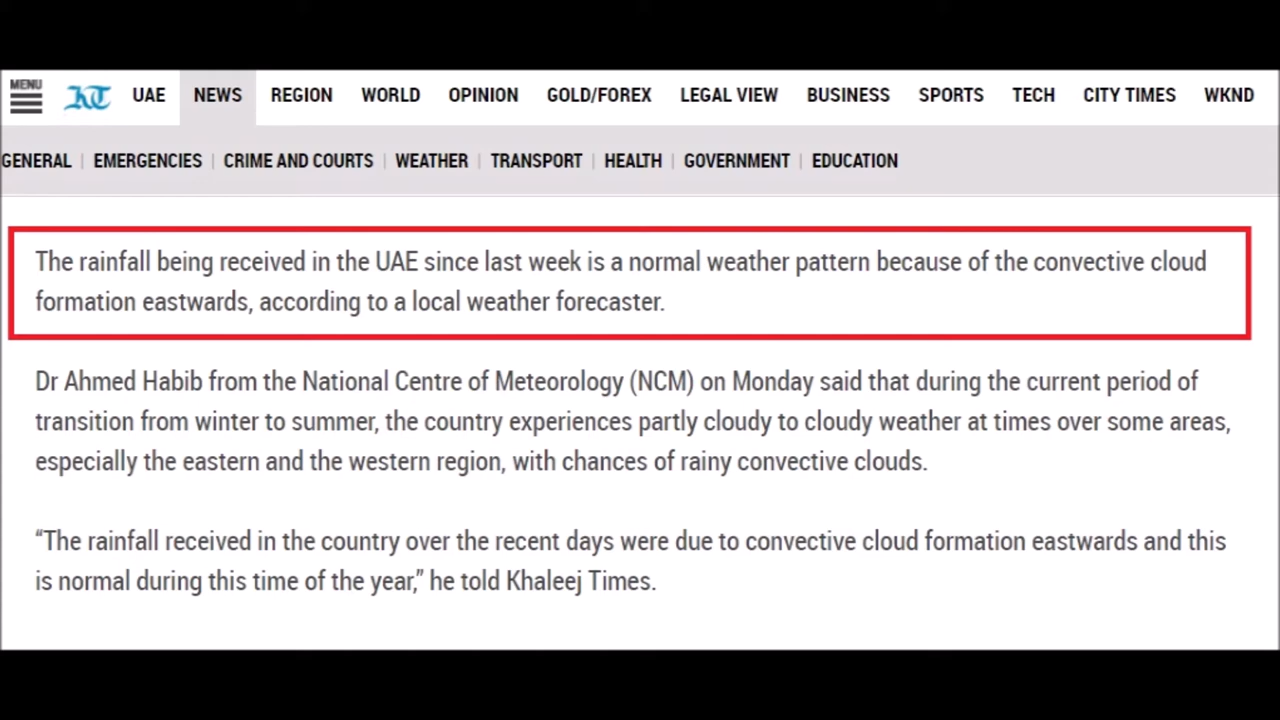 MENU KT UAE NEWS REGION WORLD OPINION GOLD/FOREX LEGAL VIEW BUSINESS SPORTS TECH CITY TIMES WKND
GENERAL | EMERGENCIES | CRIME AND COURTS | WEATHER | TRANSPORT | HEALTH | GOVERNMENT | EDUCATION
The rainfall being received in the UAE since last week is a normal weather pattern because of the convective cloud
formation eastwards, according to a local weather forecaster.
Dr Ahmed Habib from the National Centre of Meteorology (NCM) on Monday said that during the current period of
transition from winter to summer, the country experiences partly cloudy to cloudy weather at times over some areas,
especially the eastern and the western region, with chances of rainy convective clouds.
“The rainfall received in the country over the recent days were due to convective cloud formation eastwards and this
is normal during this time of the year,” he told Khaleej Times.